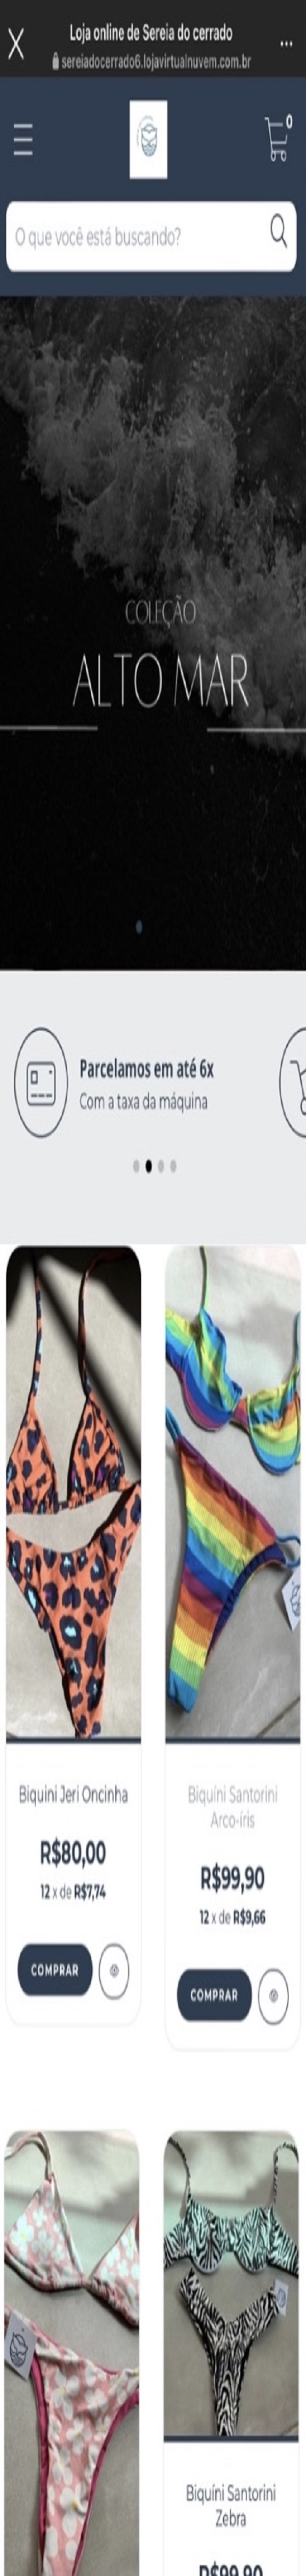 Loja online de Sereia do cerrado
sereiadocerrado6.lojavirtualnuvem.com.br
0
O que você está buscando?
COLEÇÃO
ALTO MAR
Parcelamos em até 6x
Com a taxa da máquina
Biquini Jeri Oncinha
R$80,00
12 x de R$7,74
COMPRAR
Biquíni Santorini
Arco-íris
R$99,90
12 x de R$9,66
COMPRAR
Biquíni Santorini
Zebra
R$99,90